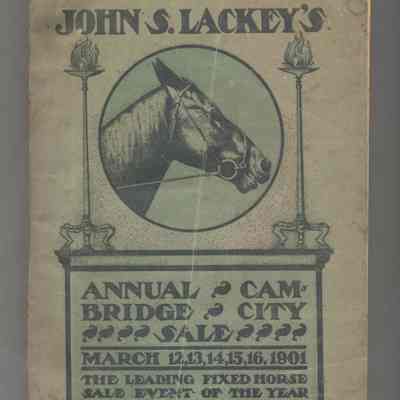 JOHN S. LACKEY'S
ANNUAL CAM-
BRIDGE CITY
SALE
MARCH 12,13,14,15,16, 1901
THE LEADING FIXED HORSE
SALE EVENT OF THE YEAR